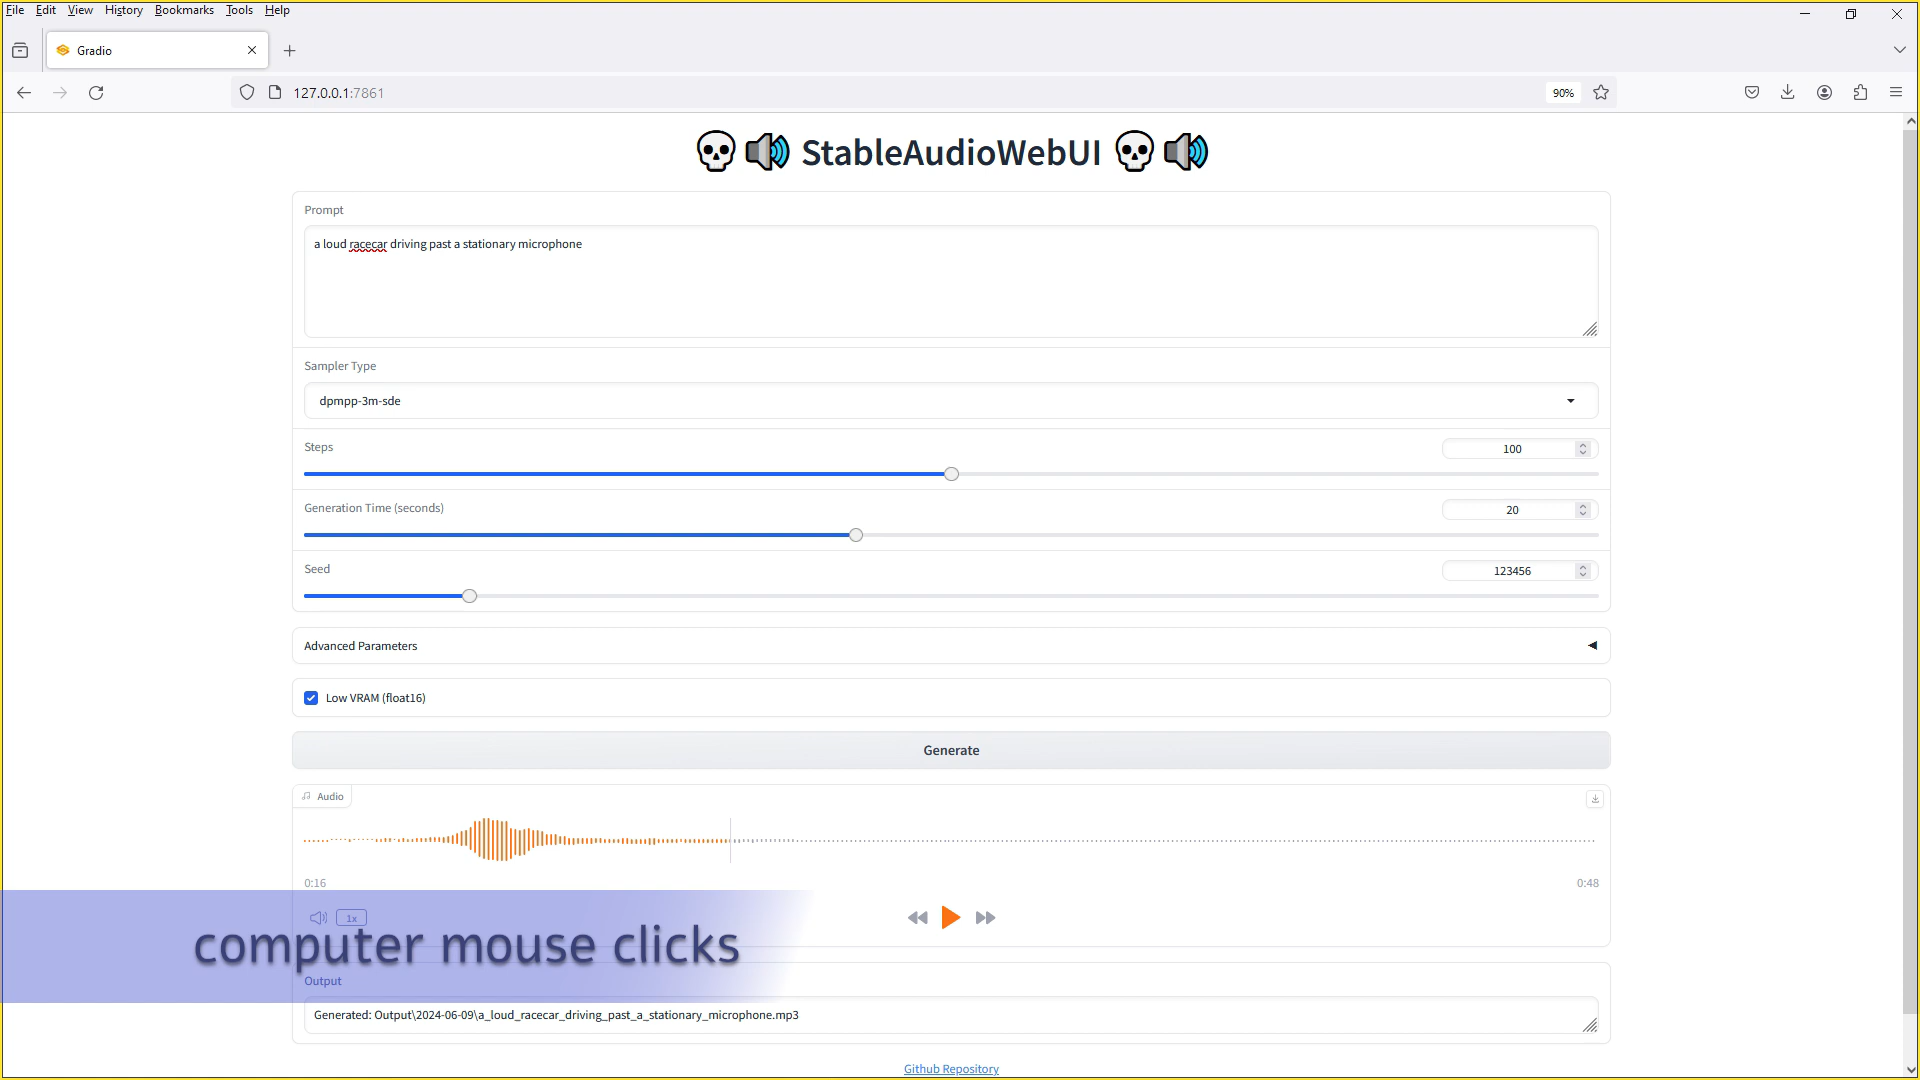 File Edit View History Bookmarks Tools Help
Gradio
127.0.0.1:7861
90%
StableAudioWebUI
Prompt
a loud racecar driving past a stationary microphone
Sampler Type
dpmpp-3m-sde
Steps
100
Generation Time (seconds)
20
Seed
123456
Advanced Parameters
Low VRAM (float16)
Generate
Audio
0:16
0:48
1x
computer mouse clicks
Output
Generated: Output\2024-06-09\a_loud_racecar_driving_past_a_stationary_microphone.mp3
Github Repository